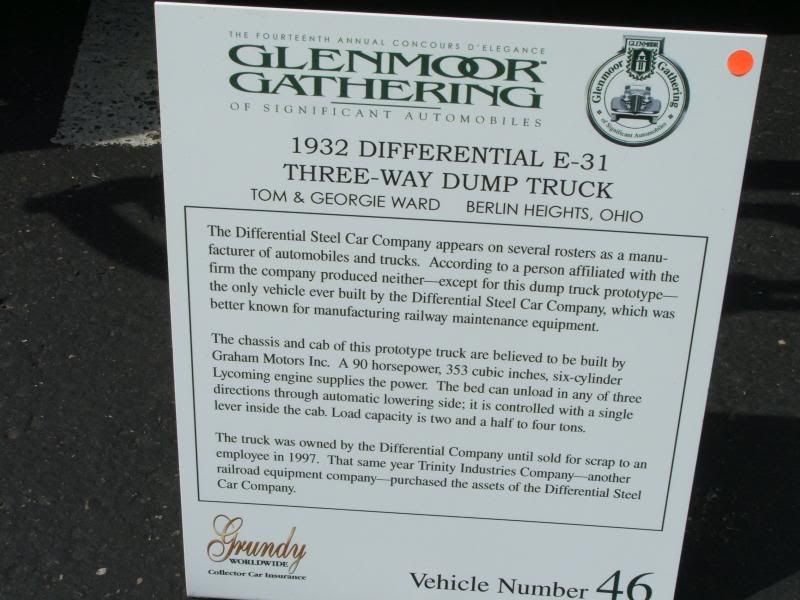 THE FOURTEENTH ANNUAL CONCOURS D'ELEGANCE
GLENMOOR™
GATHERING
OF SIGNIFICANT AUTOMOBILES
GLENMOOR
Glenmoor Gathering
of Significant Automobiles
1932 DIFFERENTIAL E-31
THREE-WAY DUMP TRUCK
TOM & GEORGIE WARD BERLIN HEIGHTS, OHIO
The Differential Steel Car Company appears on several rosters as a manu-
facturer of automobiles and trucks. According to a person affiliated with the
firm the company produced neither—except for this dump truck prototype—
the only vehicle ever built by the Differential Steel Car Company, which was
better known for manufacturing railway maintenance equipment.
The chassis and cab of this prototype truck are believed to be built by
Graham Motors Inc. A 90 horsepower, 353 cubic inches, six-cylinder
Lycoming engine supplies the power. The bed can unload in any of three
directions through automatic lowering side; it is controlled with a single
lever inside the cab. Load capacity is two and a half to four tons.
The truck was owned by the Differential Company until sold for scrap to an
employee in 1997. That same year Trinity Industries Company—another
railroad equipment company—purchased the assets of the Differential Steel
Car Company.
Grundy
WORLDWIDE
Collector Car Insurance
Vehicle Number 46